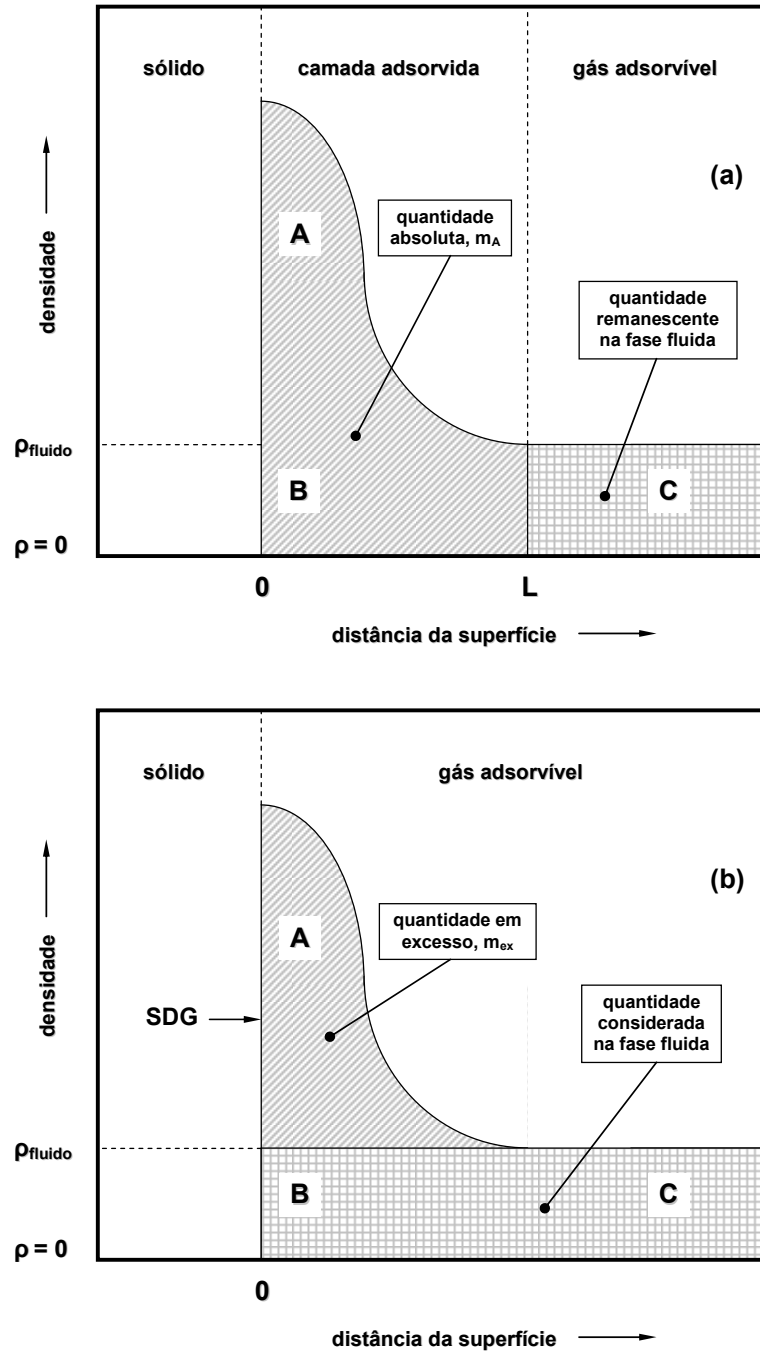 sólido
camada adsorvida
gás adsorvível
(a)
densidade
A
quantidade
absoluta, mA
quantidade
remanescente
na fase fluida
ρfluido
B
C
ρ = 0
0
L
distância da superfície
sólido
gás adsorvível
(b)
densidade
A
quantidade em
excesso, mex
SDG
quantidade
considerada
na fase fluida
ρfluido
B
C
ρ = 0
0
distância da superfície